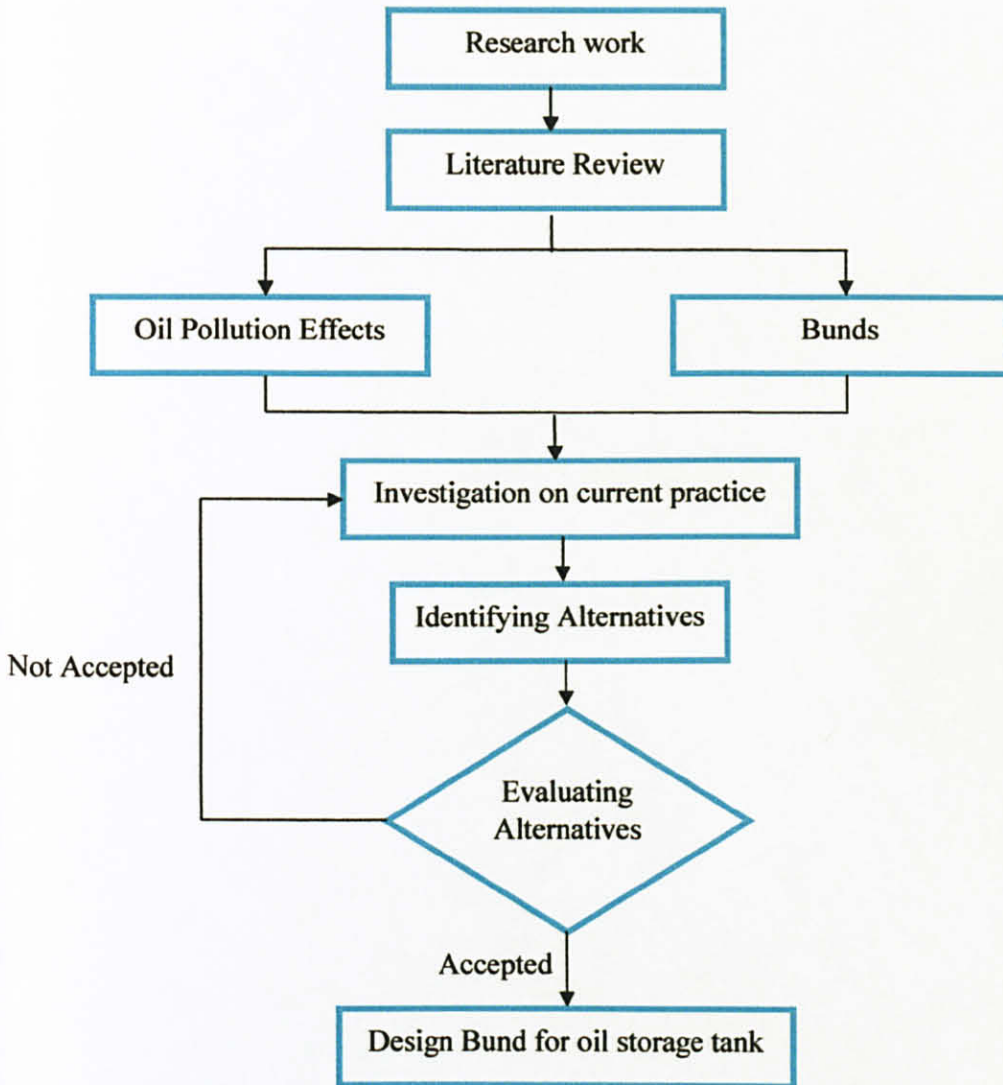 Research work
Literature Review
Oil Pollution Effects
Bunds
Investigation on current practice
Identifying Alternatives
Not Accepted
Evaluating
Alternatives
Accepted
Design Bund for oil storage tank